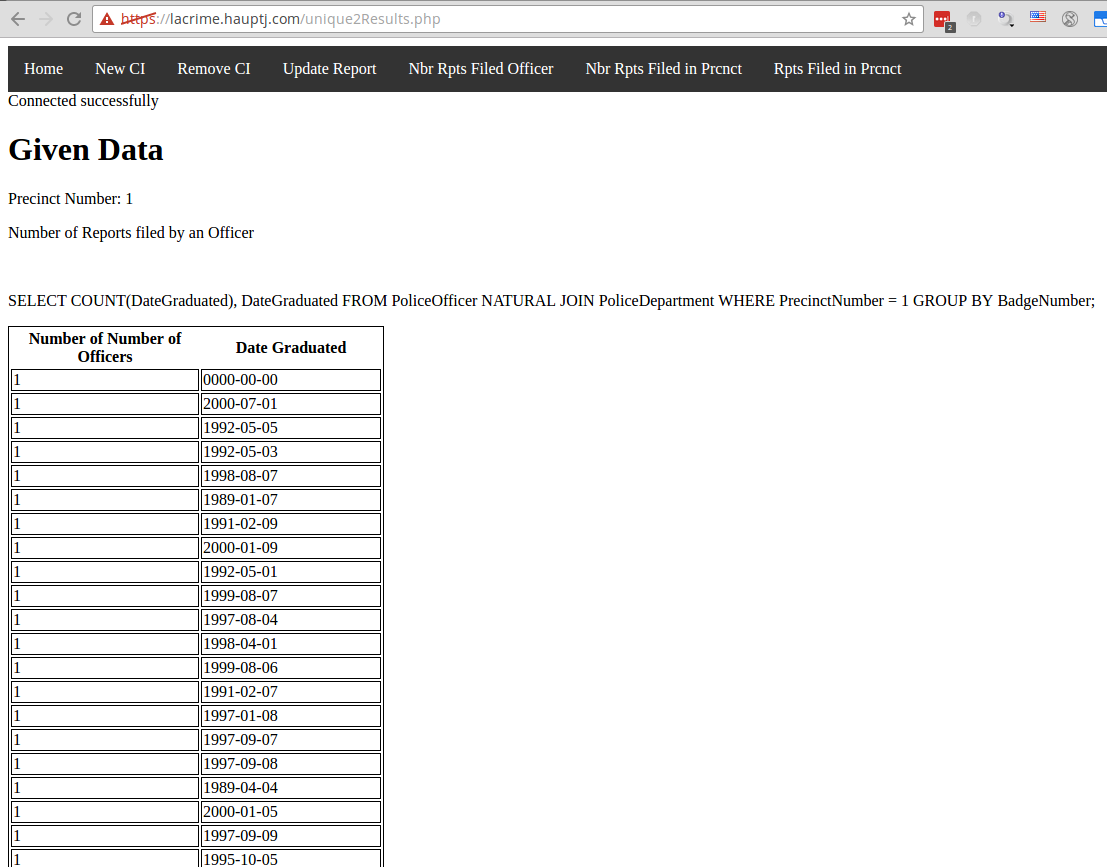 https://lacrime.hauptj.com/unique2Results.php
2
Home New CI Remove CI Update Report Nbr Rpts Filed Officer Nbr Rpts Filed in Prcnct Rpts Filed in Prcnct
Connected successfully
Given Data
Precinct Number: 1
Number of Reports filed by an Officer
SELECT COUNT(DateGraduated), DateGraduated FROM PoliceOfficer NATURAL JOIN PoliceDepartment WHERE PrecinctNumber = 1 GROUP BY BadgeNumber;
Number of Number of
Officers Date Graduated
1 0000-00-00
1 2000-07-01
1 1992-05-05
1 1992-05-03
1 1998-08-07
1 1989-01-07
1 1991-02-09
1 2000-01-09
1 1992-05-01
1 1999-08-07
1 1997-08-04
1 1998-04-01
1 1999-08-06
1 1991-02-07
1 1997-01-08
1 1997-09-07
1 1997-09-08
1 1989-04-04
1 2000-01-05
1 1997-09-09
1 1995-10-05